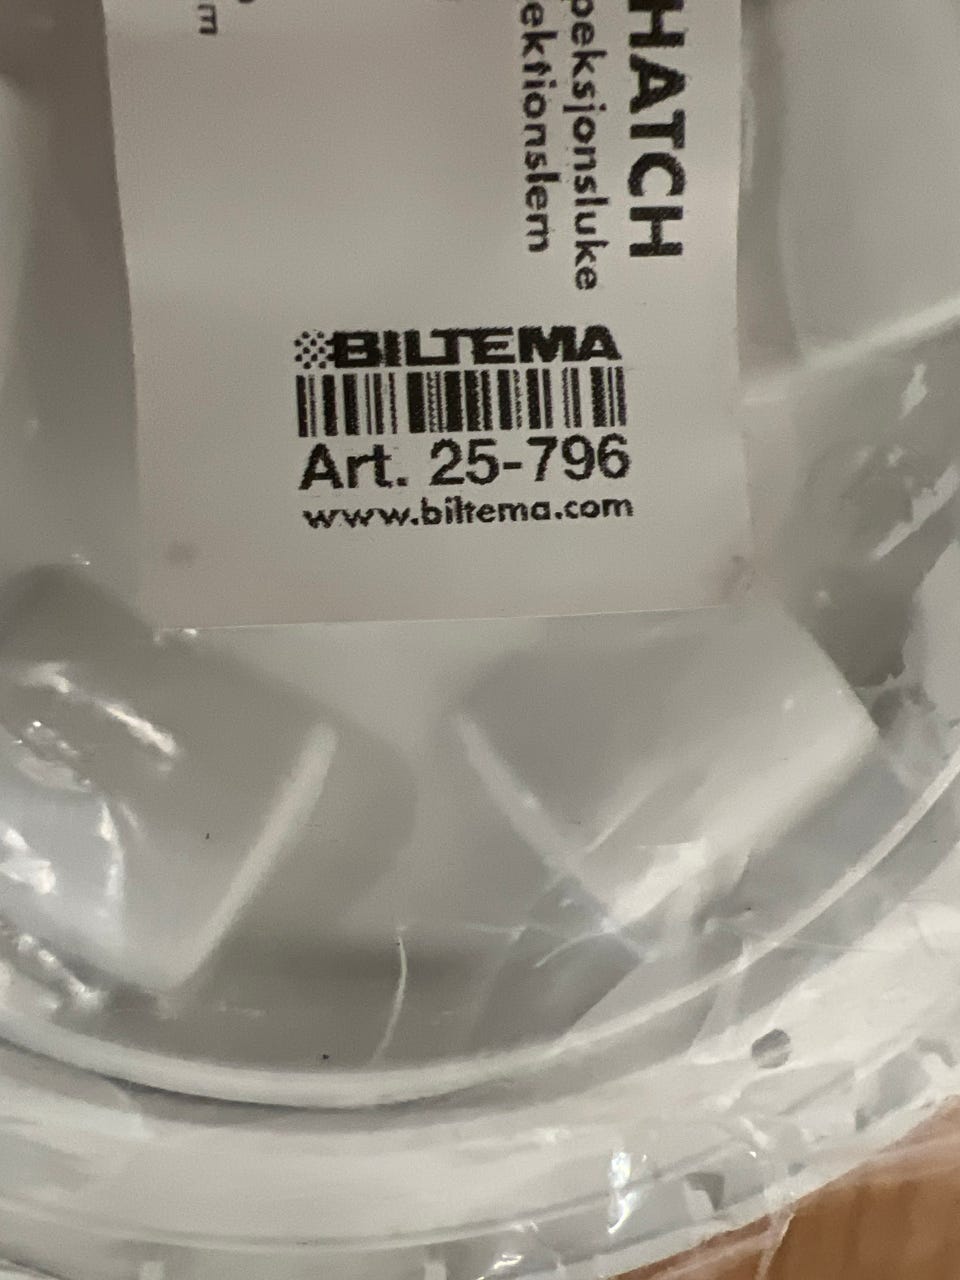 HATCH
peksjonsluke
ektionslem
m
BILTEMA
Art. 25-796
www.biltema.com